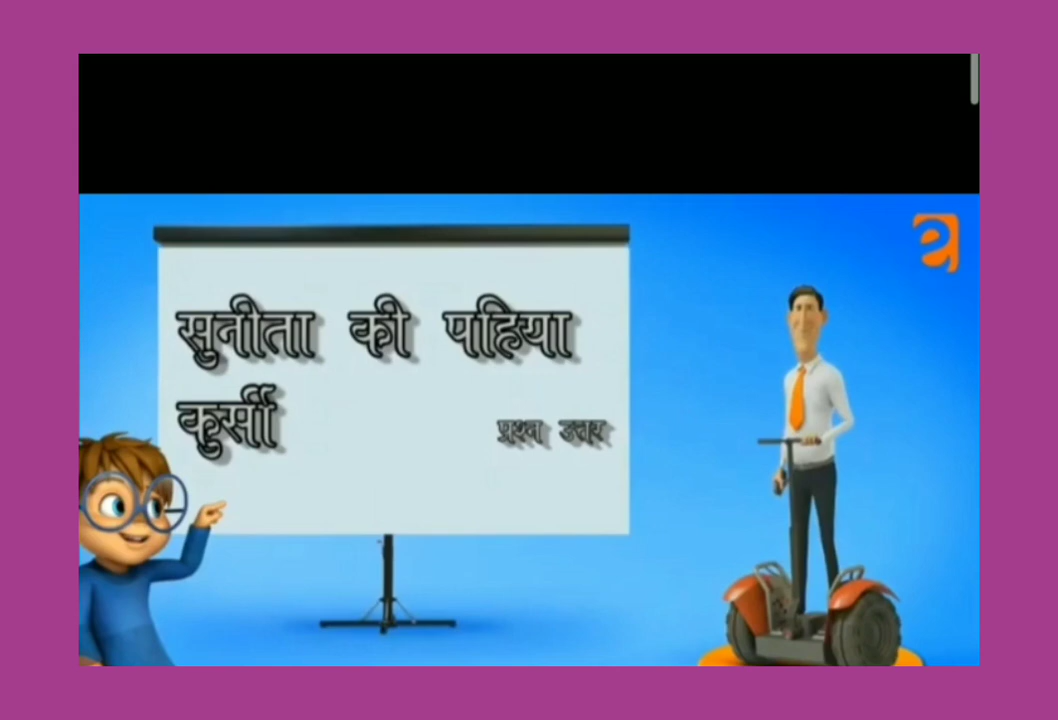 सुनीता की पहिया
कुर्सी
प्रश्न उत्तर